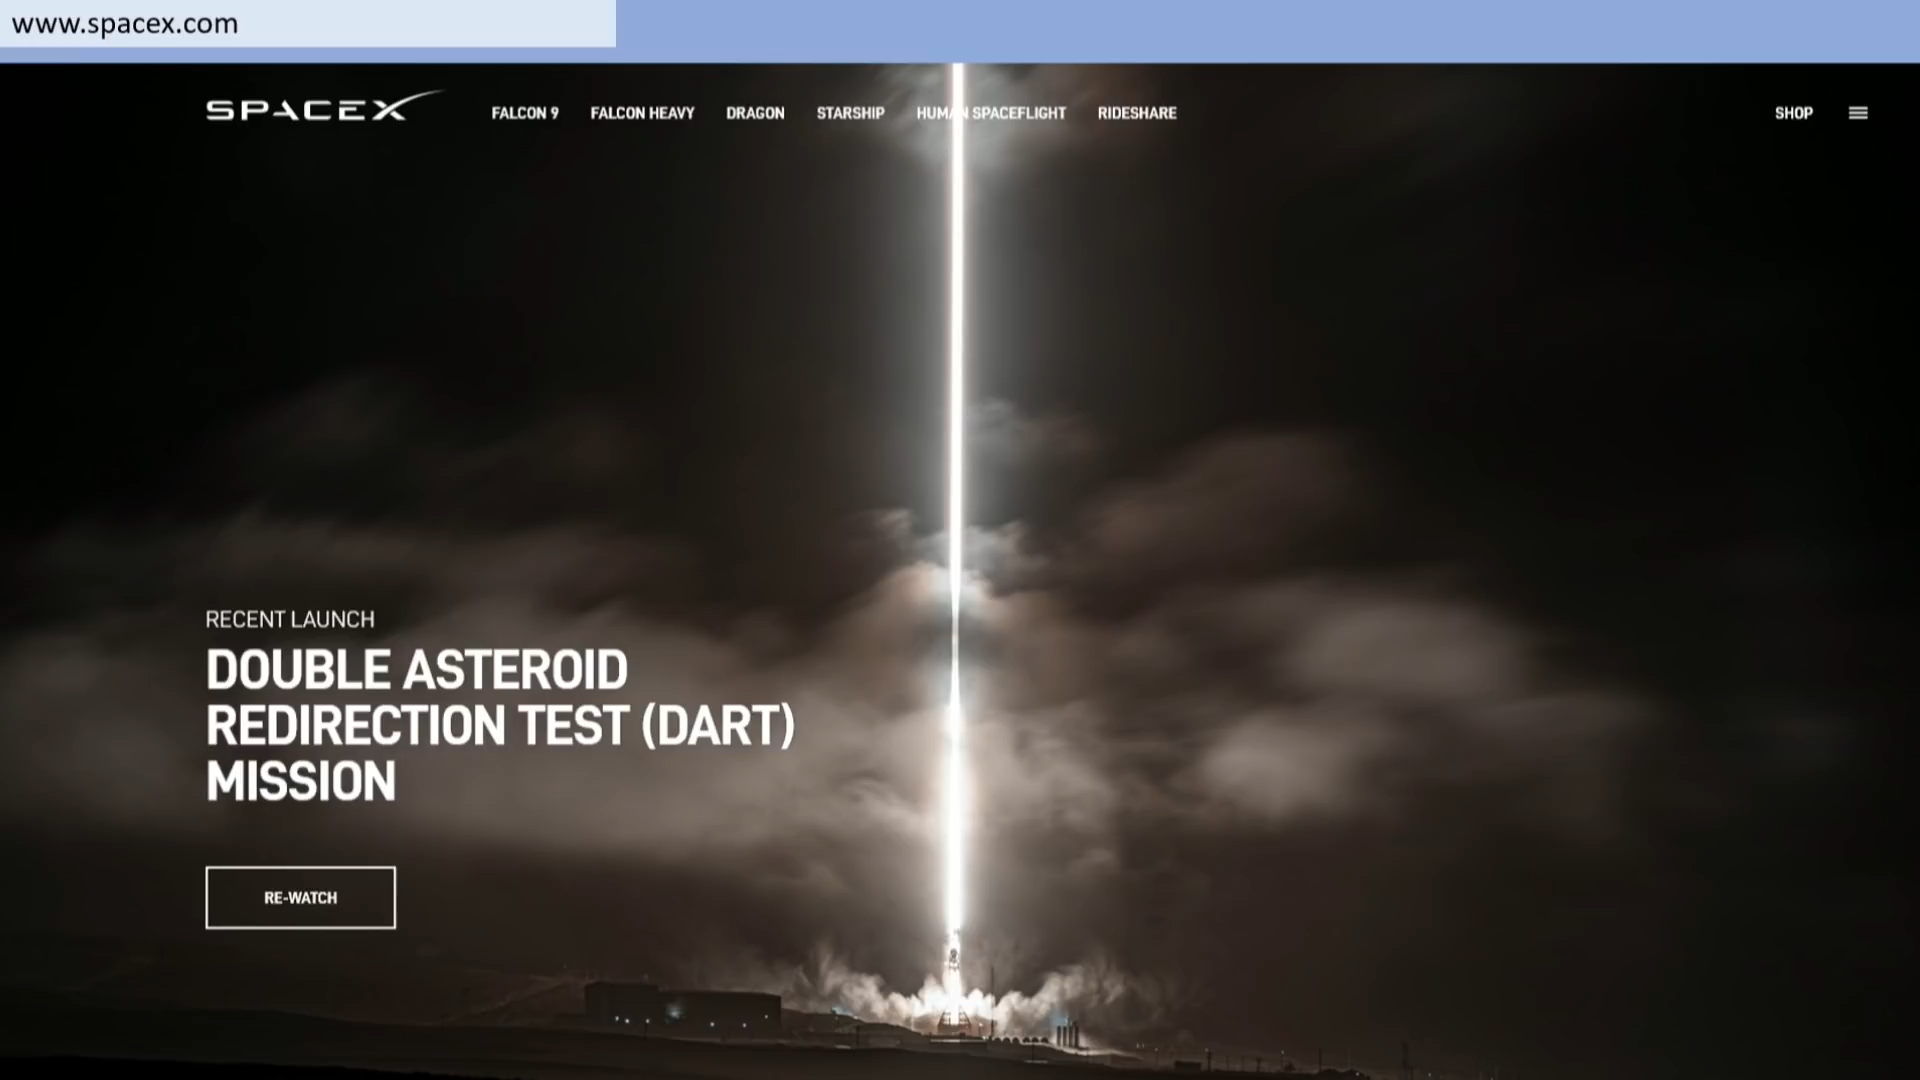 www.spacex.com
SPACEX
FALCON 9
FALCON HEAVY
DRAGON
STARSHIP
HUMAN SPACEFLIGHT
RIDESHARE
SHOP
RECENT LAUNCH
DOUBLE ASTEROID
REDIRECTION TEST (DART)
MISSION
RE-WATCH